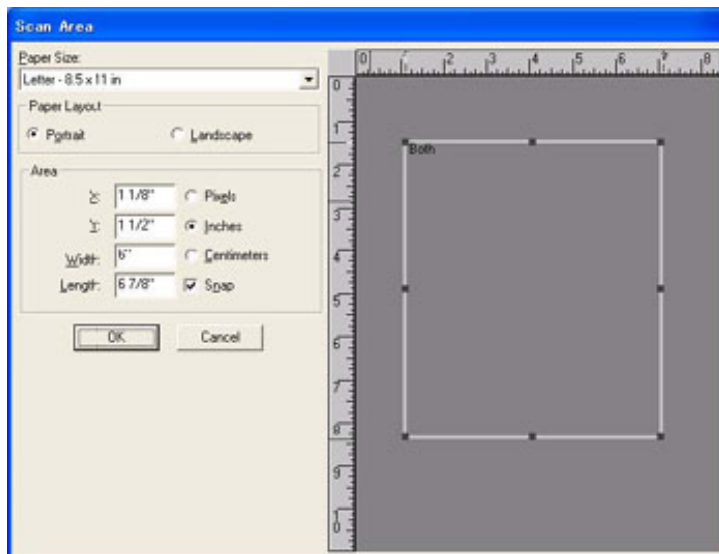 Scan Area
Paper Size:
Letter - 8.5 x 11 in
Paper Layout
Portrait
Landscape
Area
X: 1 1/8" Pixels
Y: 1 1/2" Inches
Width: 6" Centimeters
Length: 6 7/8" Snap
OK Cancel
0 1 2 3 4 5 6 7 8
0
1
2
3
4
5
6
7
8
9
10
Both